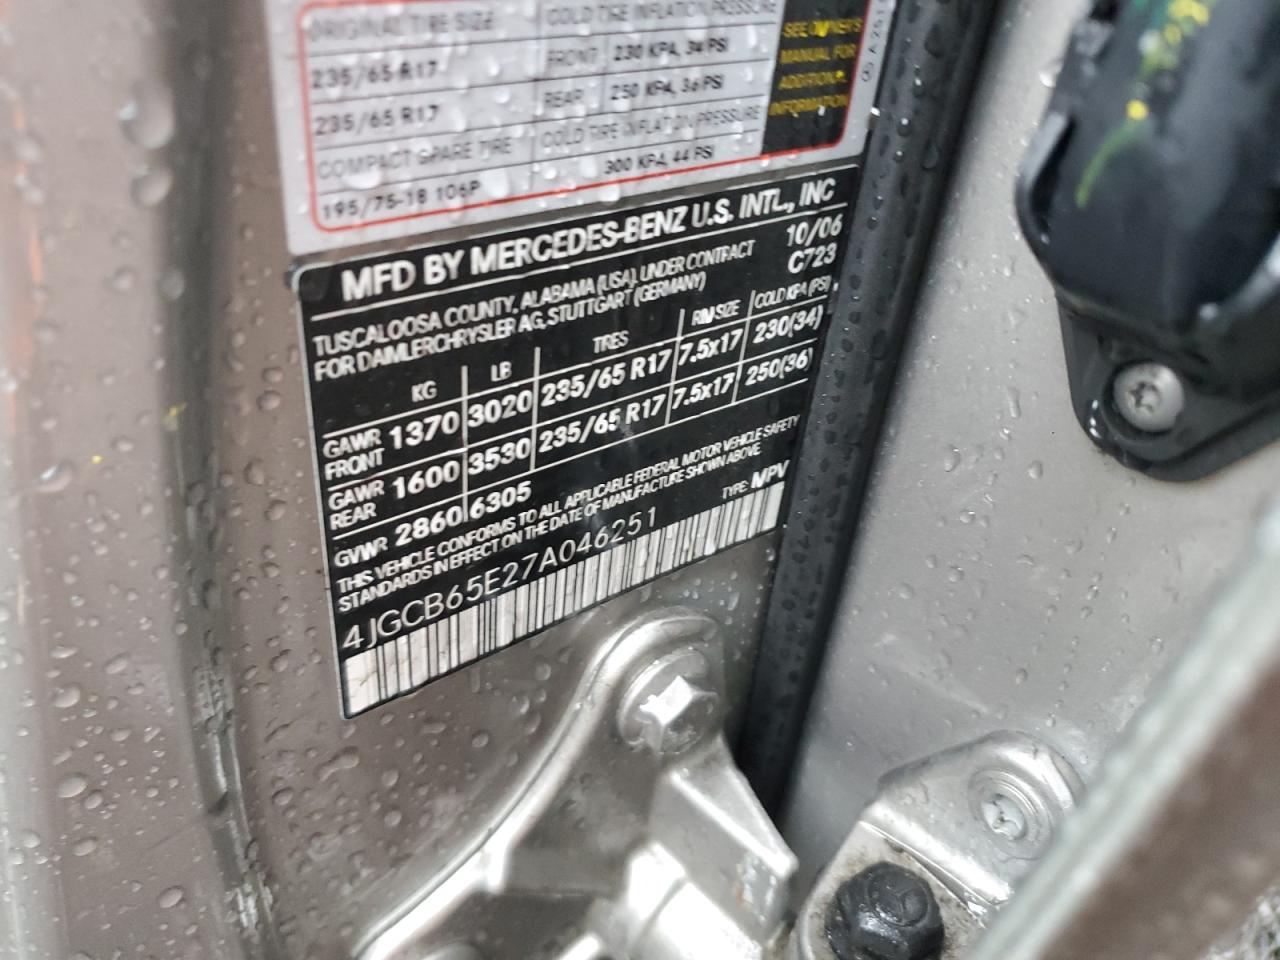 ORIGINAL TIRE SIZE COLD TIRE INFLATION PRESSURE
235/65 R17 FRONT 230 KPA, 34 PSI
235/65 R17 REAR 250 KPA, 36 PSI
COMPACT SPARE TIRE COLD TIRE INFLATION PRESSURE
195/75-18 106P 300 KPA, 44 PSI
SEE OWNER'S
MANUAL FOR
ADDITIONAL
INFORMATION
MFD BY MERCEDES-BENZ U.S. INTL., INC
TUSCALOOSA COUNTY, ALABAMA (USA), UNDER CONTRACT 10/06
FOR DAIMLERCHRYSLER AG, STUTTGART (GERMANY) C723
KG LB TIRES RIM SIZE COLD KPA (PSI)
GAWR FRONT 1370 3020 235/65 R17 7.5x17 230(34)
GAWR REAR 1600 3530 235/65 R17 7.5x17 250(36)
GVWR 2860 6305
THIS VEHICLE CONFORMS TO ALL APPLICABLE FEDERAL MOTOR VEHICLE SAFETY
STANDARDS IN EFFECT ON THE DATE OF MANUFACTURE SHOWN ABOVE
4JGCB65E27A046251 TYPE: MPV